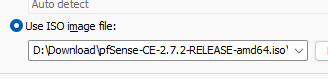 Auto detect
Use ISO image file:
D:\Download\pfSense-CE-2.7.2-RELEASE-amd64.iso\